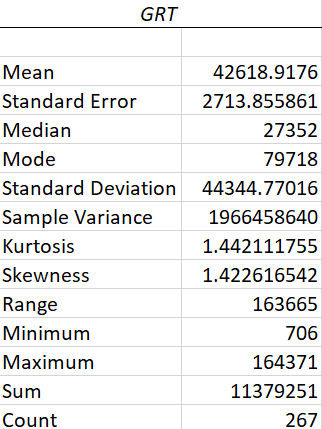 GRT
Mean 42618.9176
Standard Error 2713.855861
Median 27352
Mode 79718
Standard Deviation 44344.77016
Sample Variance 1966458640
Kurtosis 1.442111755
Skewness 1.422616542
Range 163665
Minimum 706
Maximum 164371
Sum 11379251
Count 267